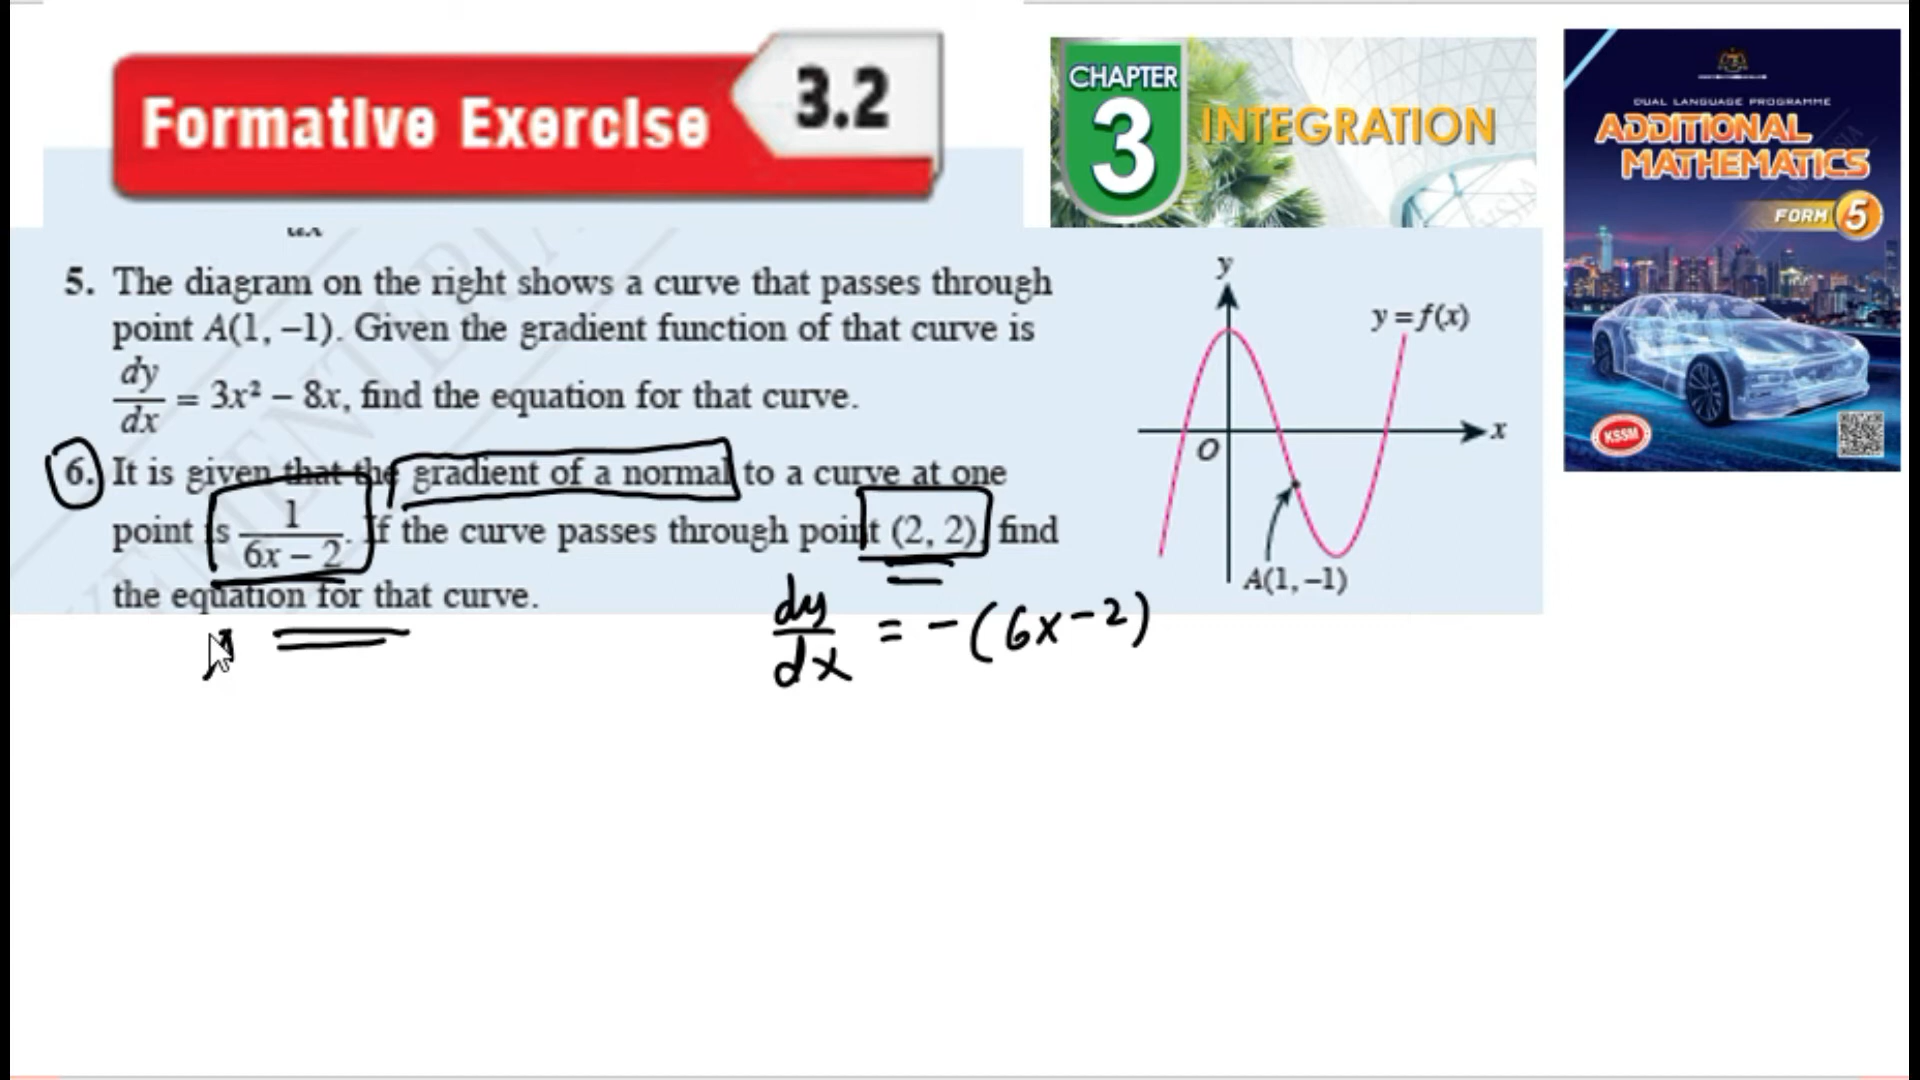 Formative Exercise 3.2
CHAPTER
3
INTEGRATION
DUAL LANGUAGE PROGRAMME
ADDITIONAL
MATHEMATICS
FORM 5
KSSM
5. The diagram on the right shows a curve that passes through
point A(1, –1). Given the gradient function of that curve is
dy/dx = 3x² – 8x, find the equation for that curve.
6. It is given that the gradient of a normal to a curve at one
point is 1/(6x – 2). If the curve passes through point (2, 2), find
the equation for that curve.
y
y = f(x)
x
O
A(1, –1)
dy/dx = -(6x-2)